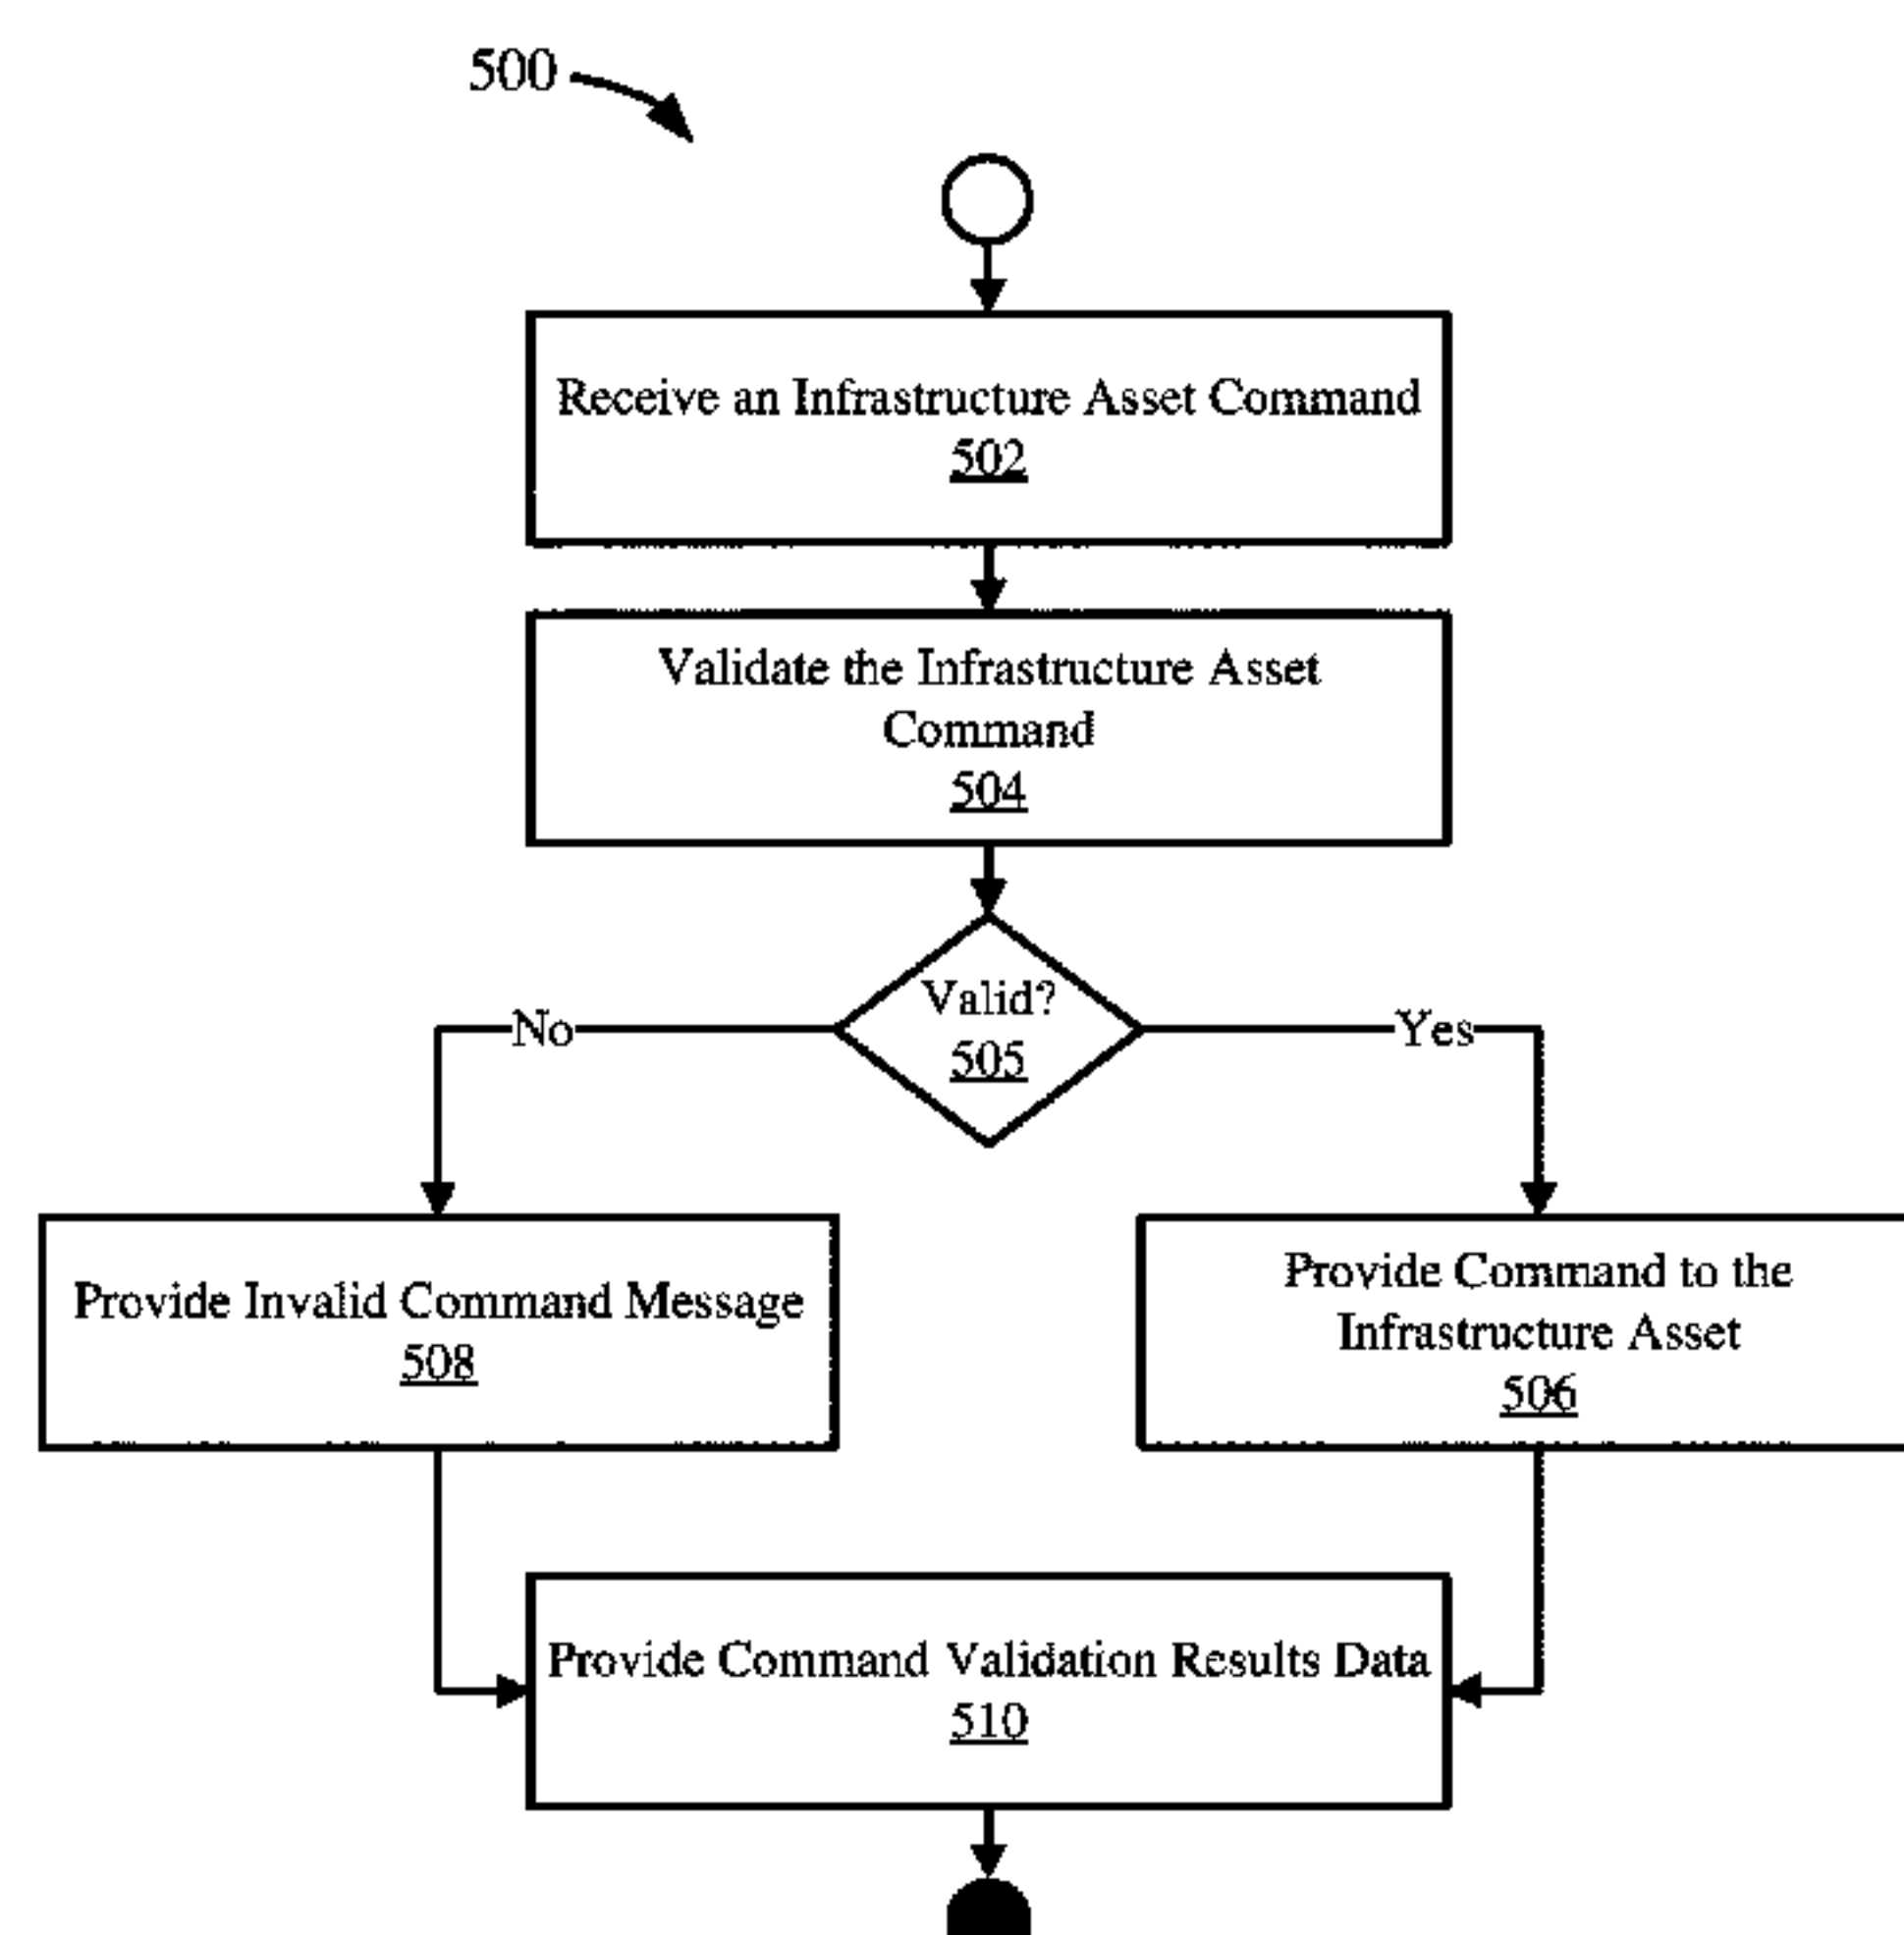 500
Receive an Infrastructure Asset Command
502
Validate the Infrastructure Asset
Command
504
Valid?
505
No
Yes
Provide Invalid Command Message
508
Provide Command to the
Infrastructure Asset
506
Provide Command Validation Results Data
510